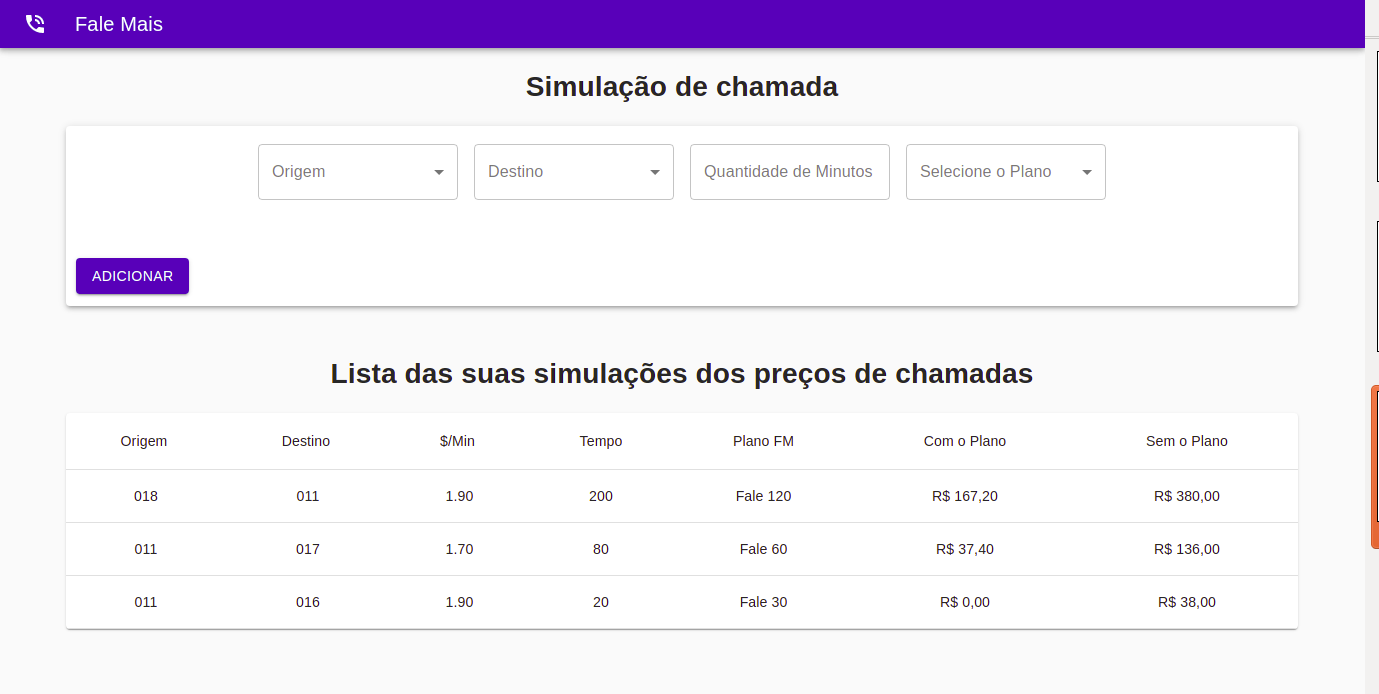 Fale Mais
Simulação de chamada
Origem Destino Quantidade de Minutos Selecione o Plano
ADICIONAR
Lista das suas simulações dos preços de chamadas
Origem Destino $/Min Tempo Plano FM Com o Plano Sem o Plano
018 011 1.90 200 Fale 120 R$ 167,20 R$ 380,00
011 017 1.70 80 Fale 60 R$ 37,40 R$ 136,00
011 016 1.90 20 Fale 30 R$ 0,00 R$ 38,00